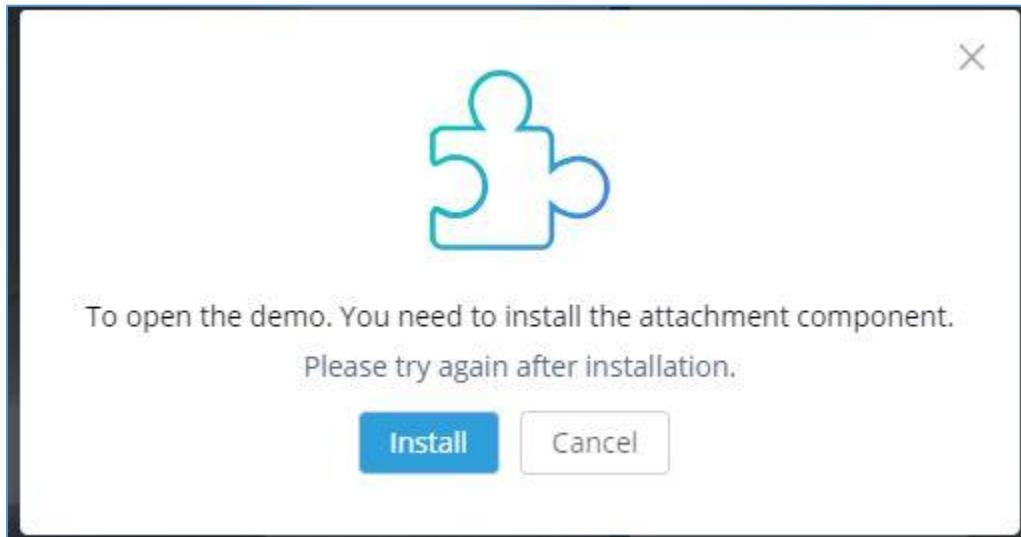 To open the demo. You need to install the attachment component.
Please try again after installation.
Install Cancel